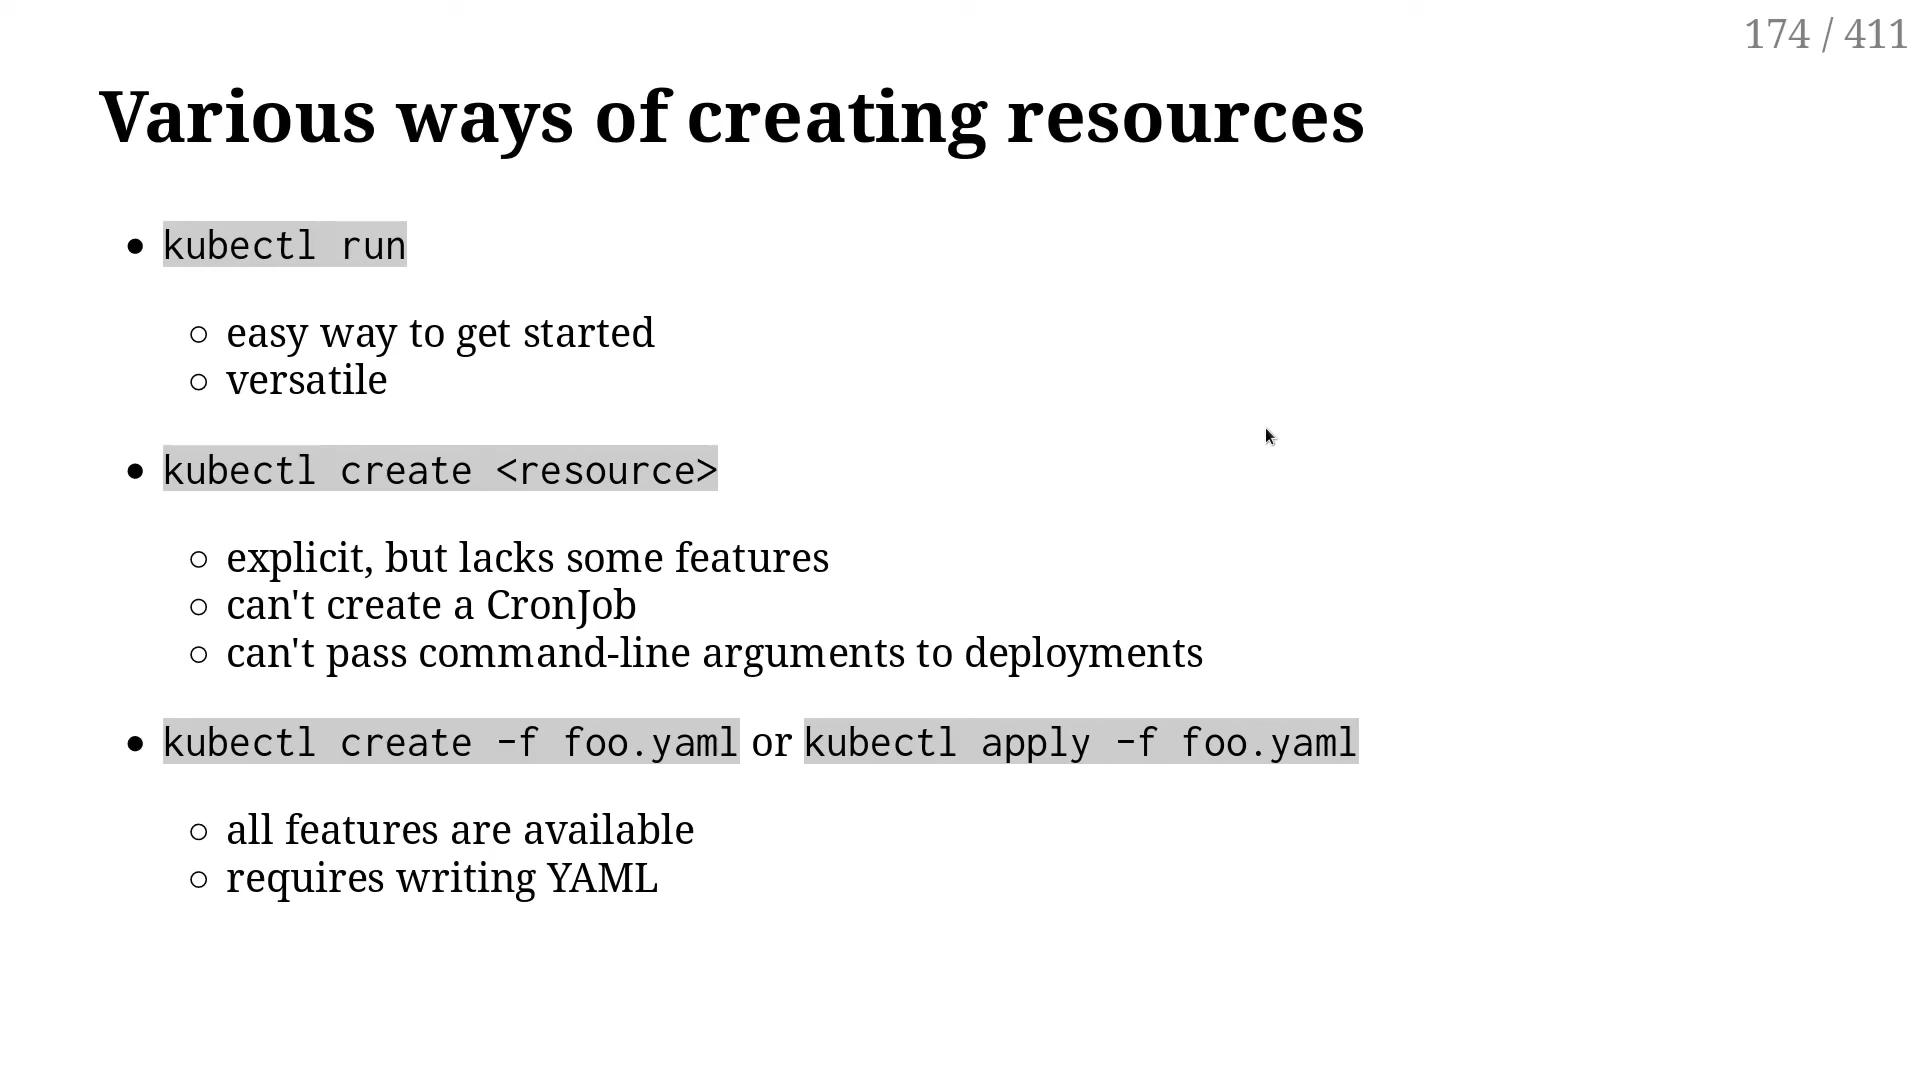 174 / 411
Various ways of creating resources
kubectl run
easy way to get started
versatile
kubectl create <resource>
explicit, but lacks some features
can't create a CronJob
can't pass command-line arguments to deployments
kubectl create -f foo.yaml or kubectl apply -f foo.yaml
all features are available
requires writing YAML